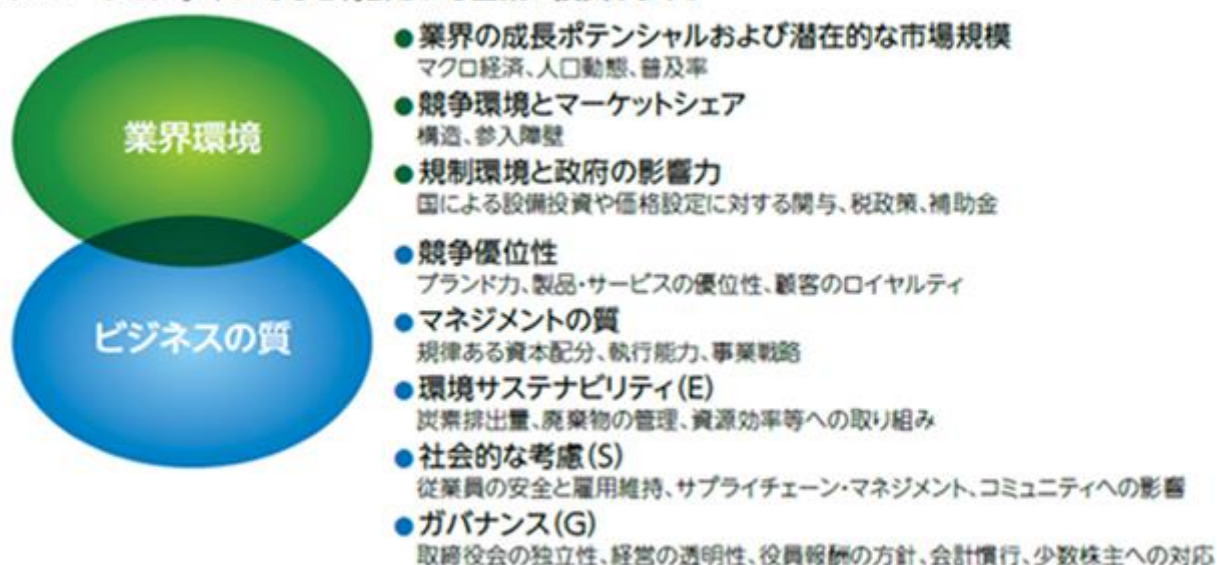 業界環境
● 業界の成長ポテンシャルおよび潜在的な市場規模
マクロ経済、人口動態、普及率
● 競争環境とマーケットシェア
構造、参入障壁
● 規制環境と政府の影響力
国による設備投資や価格設定に対する関与、税政策、補助金
ビジネスの質
● 競争優位性
ブランド力、製品・サービスの優位性、顧客のロイヤルティ
● マネジメントの質
規律ある資本配分、執行能力、事業戦略
● 環境サステナビリティ(E)
炭素排出量、廃棄物の管理、資源効率等への取り組み
● 社会的な考慮(S)
従業員の安全と雇用維持、サプライチェーン・マネジメント、コミュニティへの影響
● ガバナンス(G)
取締役会の独立性、経営の透明性、役員報酬の方針、会計慣行、少数株主への対応